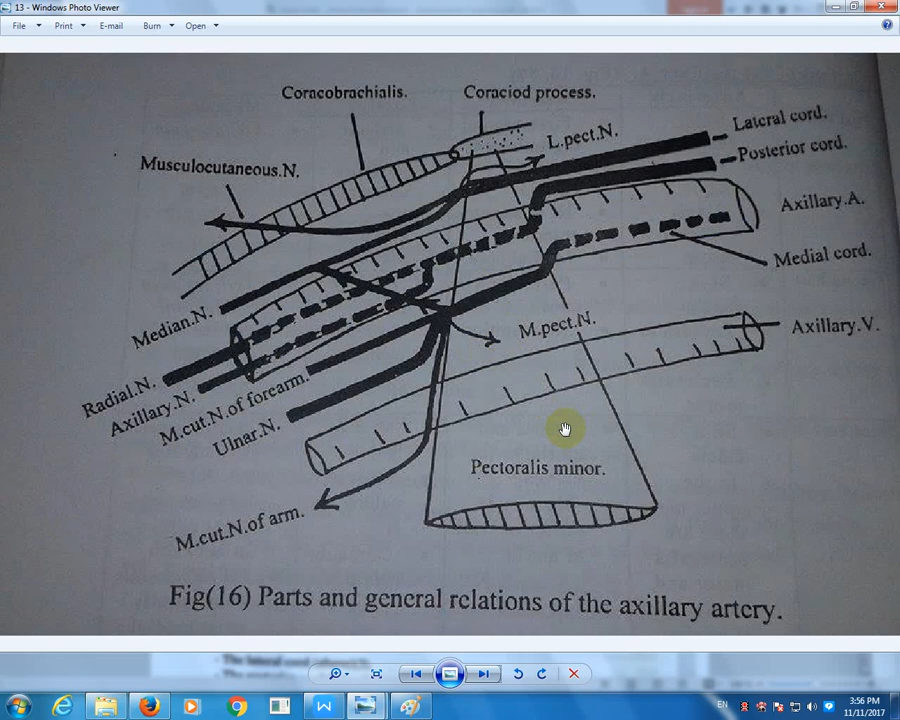 13 - Windows Photo Viewer
File Print E-mail Burn Open
Coracobrachialis. Coraciod process.
L.pect.N.
Lateral cord.
Musculocutaneous.N.
Posterior cord.
Axillary.A.
Medial cord.
Median.N.
M.pect.N.
Axillary.V.
Radial.N.
Axillary.N.
M.cut.N.of forearm.
Ulnar.N.
Pectoralis minor.
M.cut.N.of arm.
Fig(16) Parts and general relations of the axillary artery.
EN
3:56 PM
11/11/2017